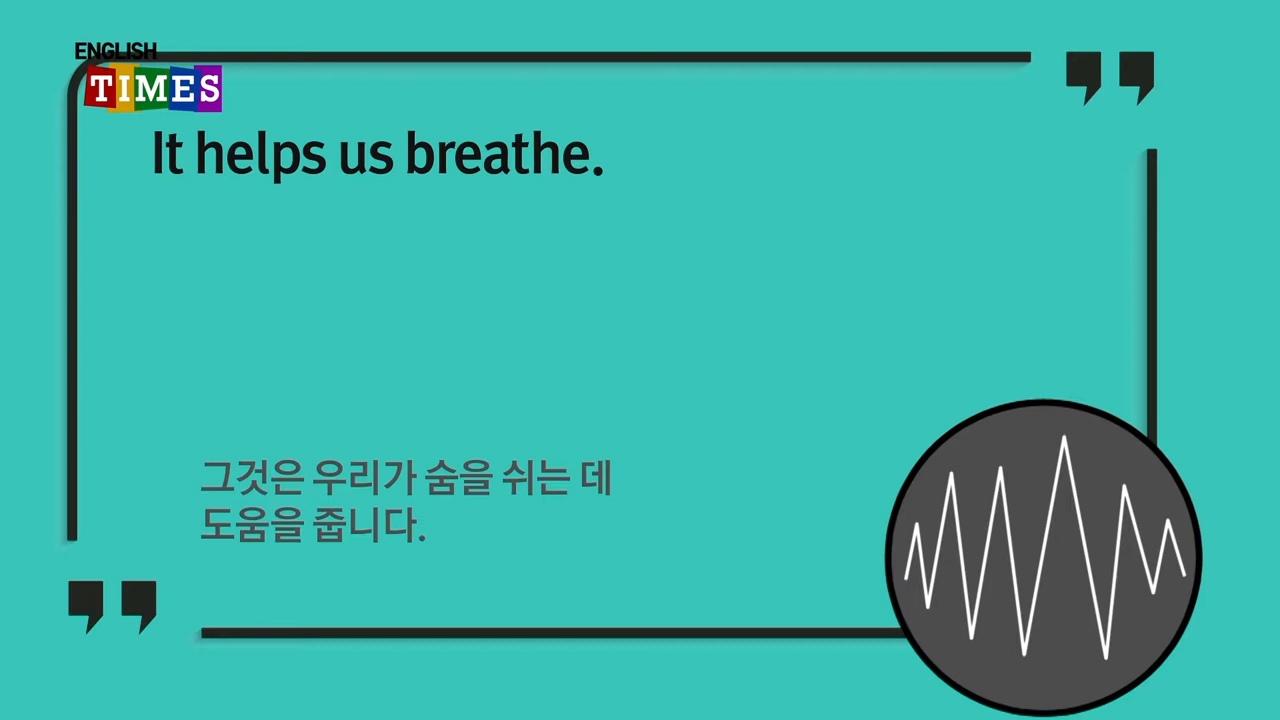 ENGLISH
TIMES
It helps us breathe.
그것은 우리가 숨을 쉬는 데
도움을 줍니다.